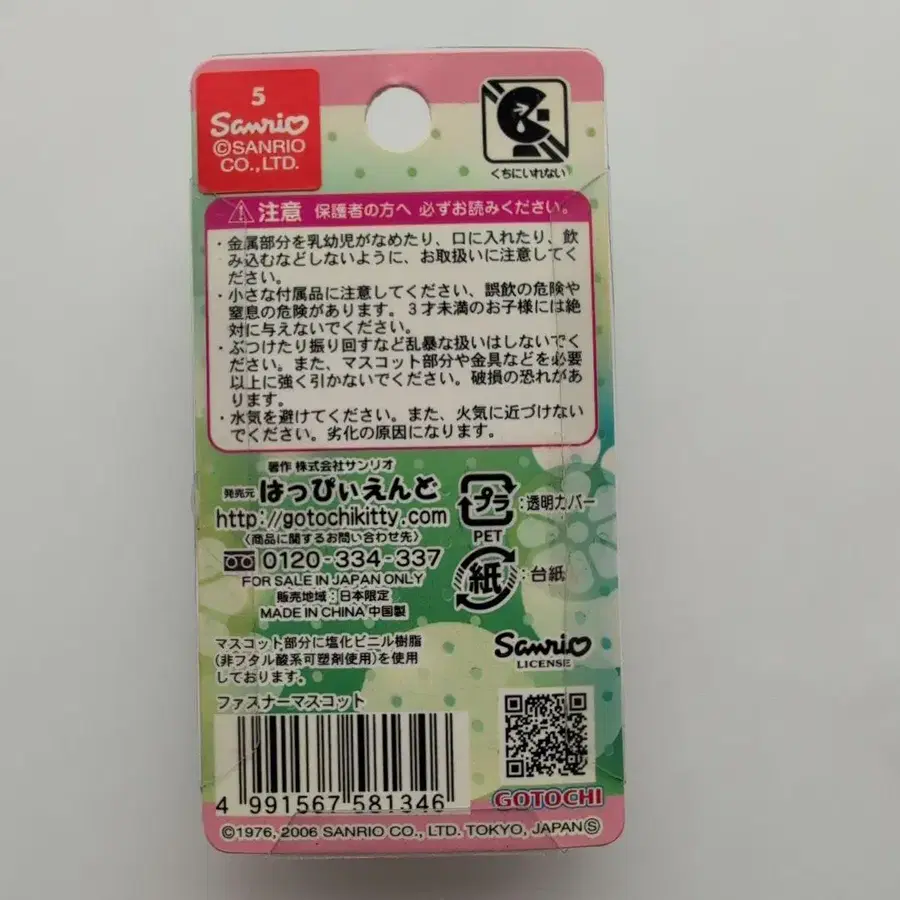 5
Sanrio
©SANRIO
CO.,LTD.
くちにいれない
注意 保護者の方へ 必ずお読みください。
・金属部分を乳幼児がなめたり、口に入れたり、飲
み込むなどしないように、お取扱いに注意してく
ださい。
・小さな付属品に注意してください、誤飲の危険や
窒息の危険があります。3才未満のお子様には絶
対に与えないでください。
・ぶつけたり振り回すなど乱暴な扱いはしないでく
ださい。また、マスコット部分や金具などを必要
以上に強く引かないでください。破損の恐れがあ
ります。
・水気を避けてください。また、火気に近づけない
でください。劣化の原因になります。
著作 株式会社サンリオ
発売元 はっぴぃえんど
http://gotochikitty.com
〈商品に関するお問い合わせ先〉
0120-334-337
FOR SALE IN JAPAN ONLY
販売地域:日本限定
MADE IN CHINA 中国製
プラ :透明カバー
PET
紙 :台紙
マスコット部分に塩化ビニル樹脂
(非フタル酸系可塑剤使用)を使用
しております。
ファスナーマスコット
Sanrio
LICENSE
4 991567 581346
GOTOCHI
©1976, 2006 SANRIO CO., LTD. TOKYO, JAPAN Ⓢ